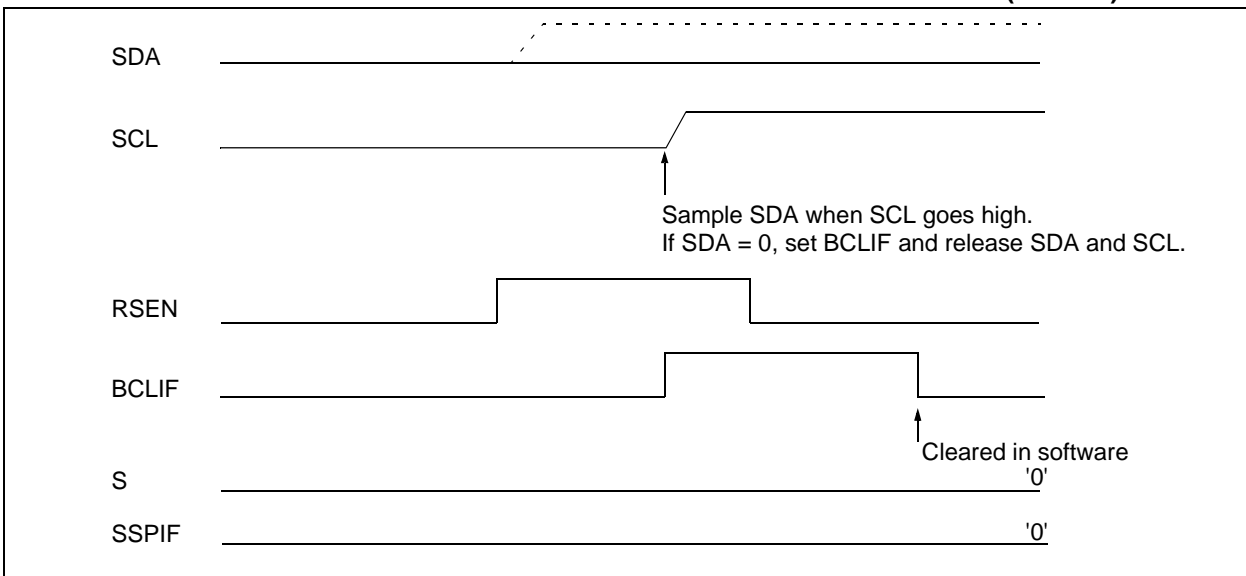 SDA
SCL
Sample SDA when SCL goes high.
If SDA = 0, set BCLIF and release SDA and SCL.
RSEN
BCLIF
Cleared in software
S '0'
SSPIF '0'